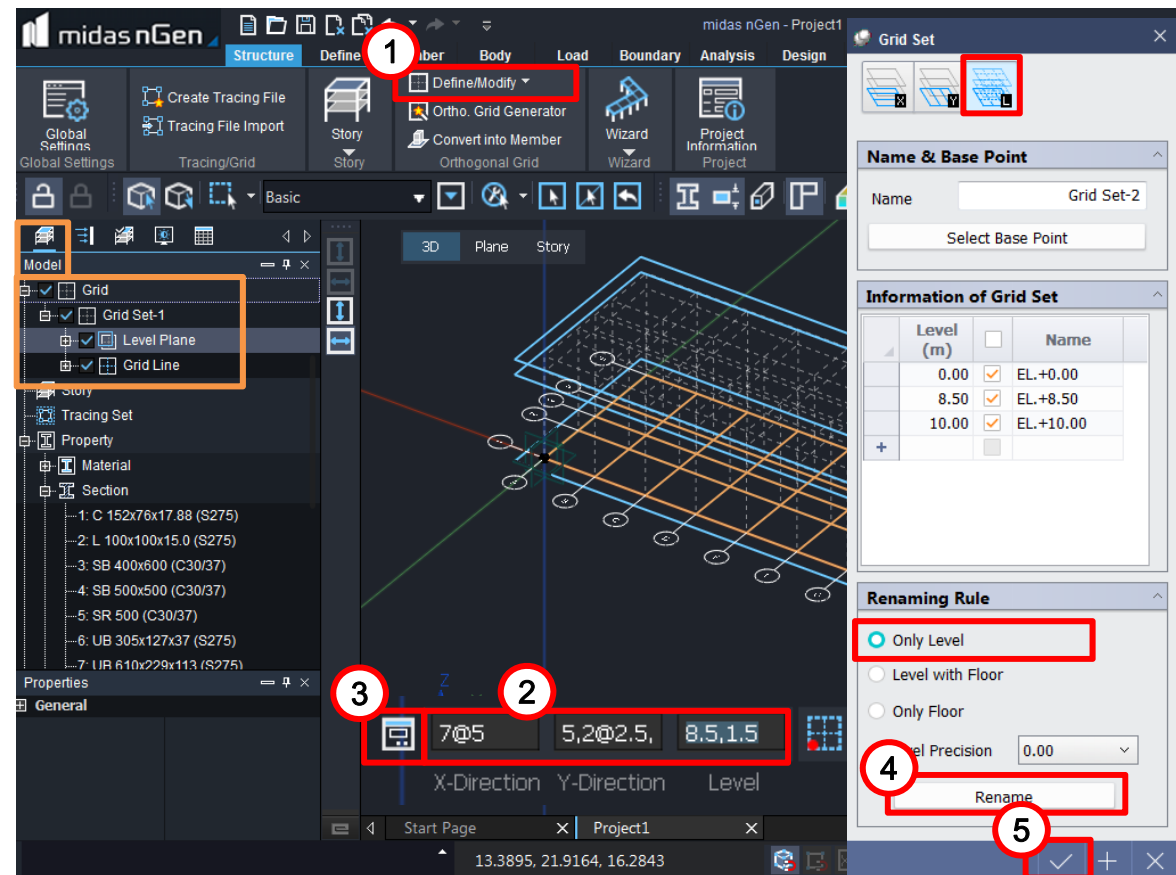 midas nGen
midas nGen - Project1
Structure
Define
1
Body
Load
Boundary
Analysis
Design
Global
Settings
Create Tracing File
Tracing File Import
Story
Define/Modify
Ortho. Grid Generator
Convert into Member
Wizard
Project
Information
Global Settings
Tracing/Grid
Story
Orthogonal Grid
Wizard
Project
Basic
Model
Grid
Grid Set-1
Level Plane
Grid Line
Story
Tracing Set
Property
Material
Section
1: C 152x76x17.88 (S275)
2: L 100x100x15.0 (S275)
3: SB 400x600 (C30/37)
4: SB 500x500 (C30/37)
5: SR 500 (C30/37)
6: UB 305x127x37 (S275)
7: UB 610x229x113 (S275)
Properties
General
3D
Plane
Story
Z
3
2
7@5
5,2@2.5,
8.5,1.5
X-Direction
Y-Direction
Level
Start Page
X
Project1
X
13.3895, 21.9164, 16.2843
Grid Set
X
Y
L
Name & Base Point
Name
Grid Set-2
Select Base Point
Information of Grid Set
Level
(m)
Name
0.00 EL.+0.00
8.50 EL.+8.50
10.00 EL.+10.00
Renaming Rule
Only Level
Level with Floor
Only Floor
Precision
0.00
4
Rename
5